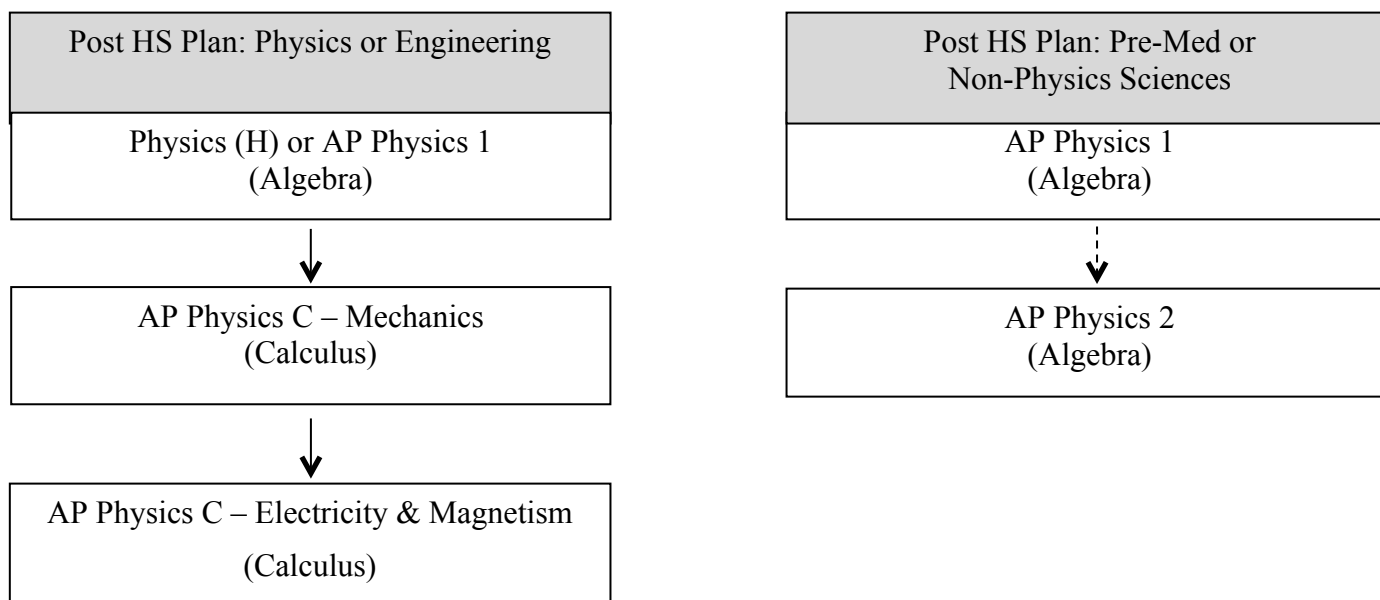 Post HS Plan: Physics or Engineering
Physics (H) or AP Physics 1
(Algebra)
AP Physics C – Mechanics
(Calculus)
AP Physics C – Electricity & Magnetism
(Calculus)
Post HS Plan: Pre-Med or
Non-Physics Sciences
AP Physics 1
(Algebra)
AP Physics 2
(Algebra)